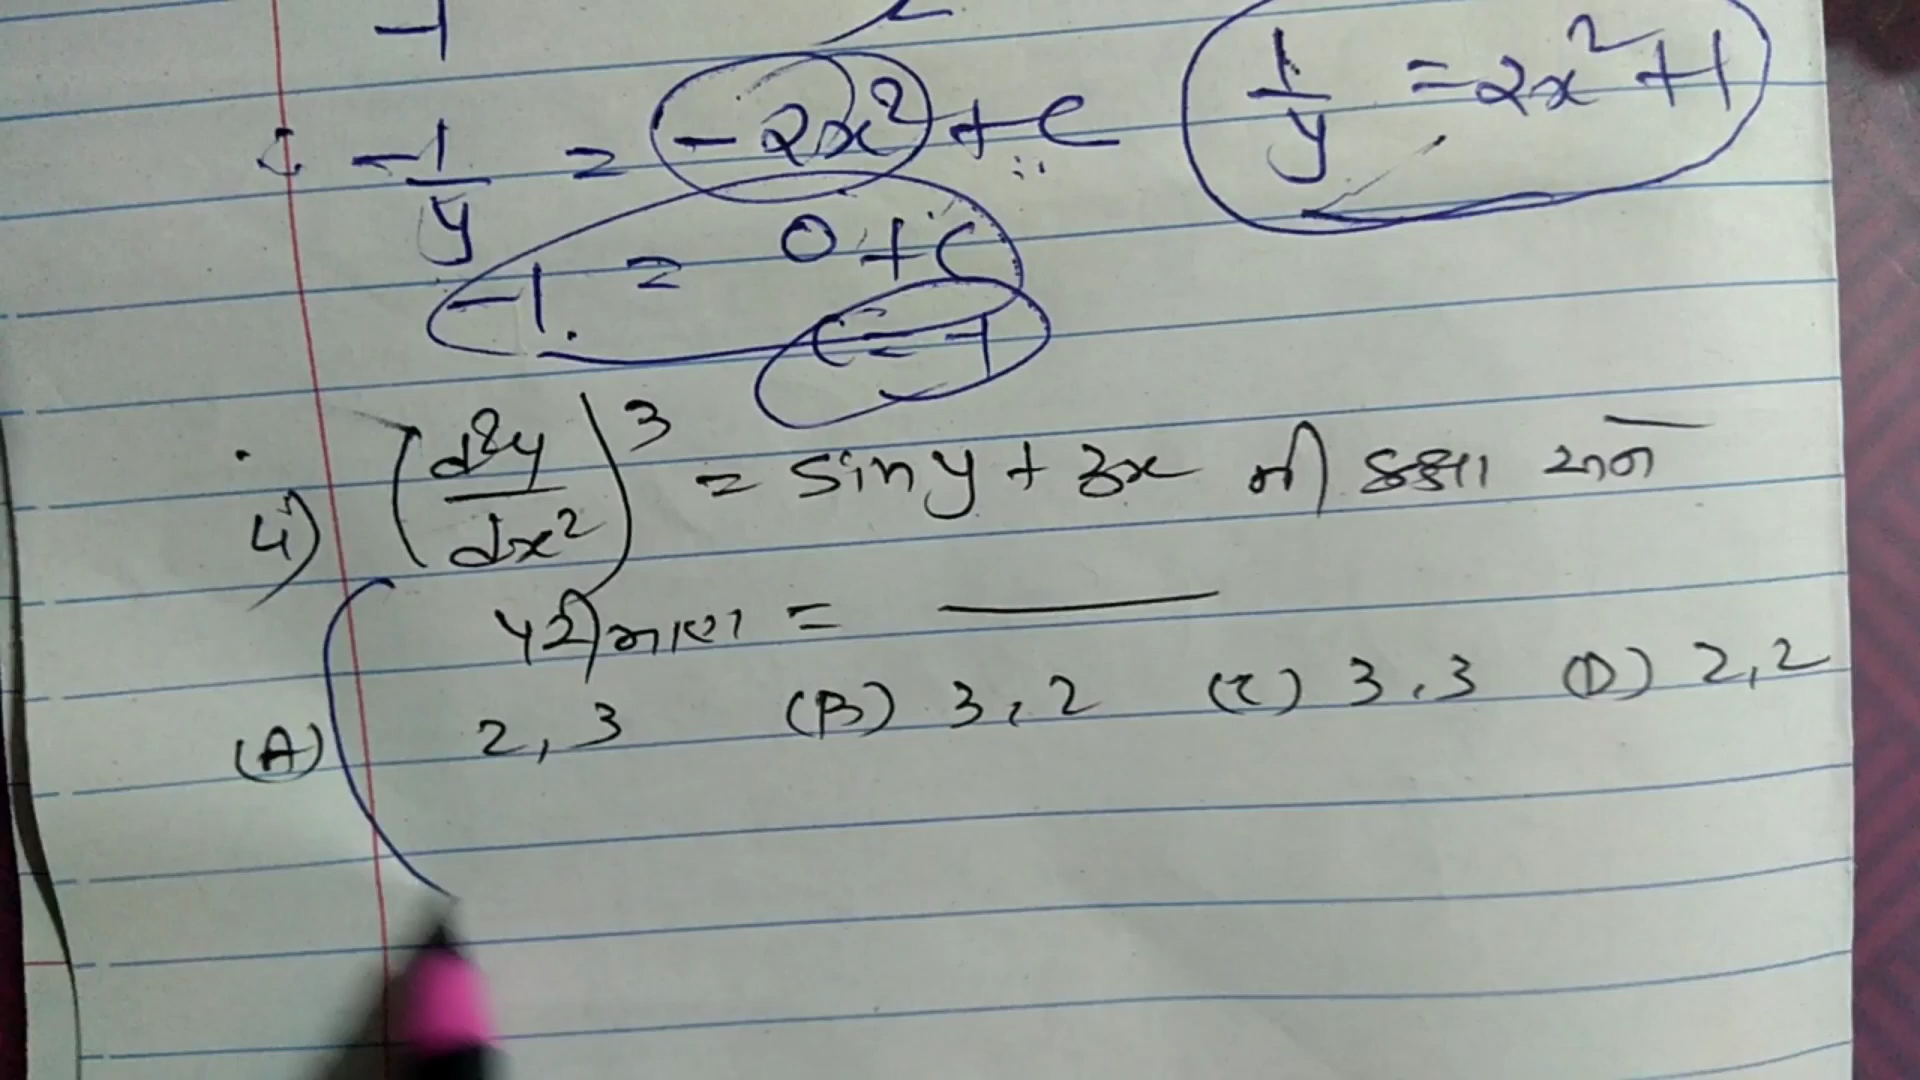 -1
∴ -1/y = -2x² + C    1/y = 2x² + 1
-1 = 0 + C
C = -1
4) (d²y/dx²)³ = sin y + 3x ની કક્ષા અને
પરીમાણ = ______
(A) 2, 3 (B) 3, 2 (C) 3, 3 (D) 2, 2